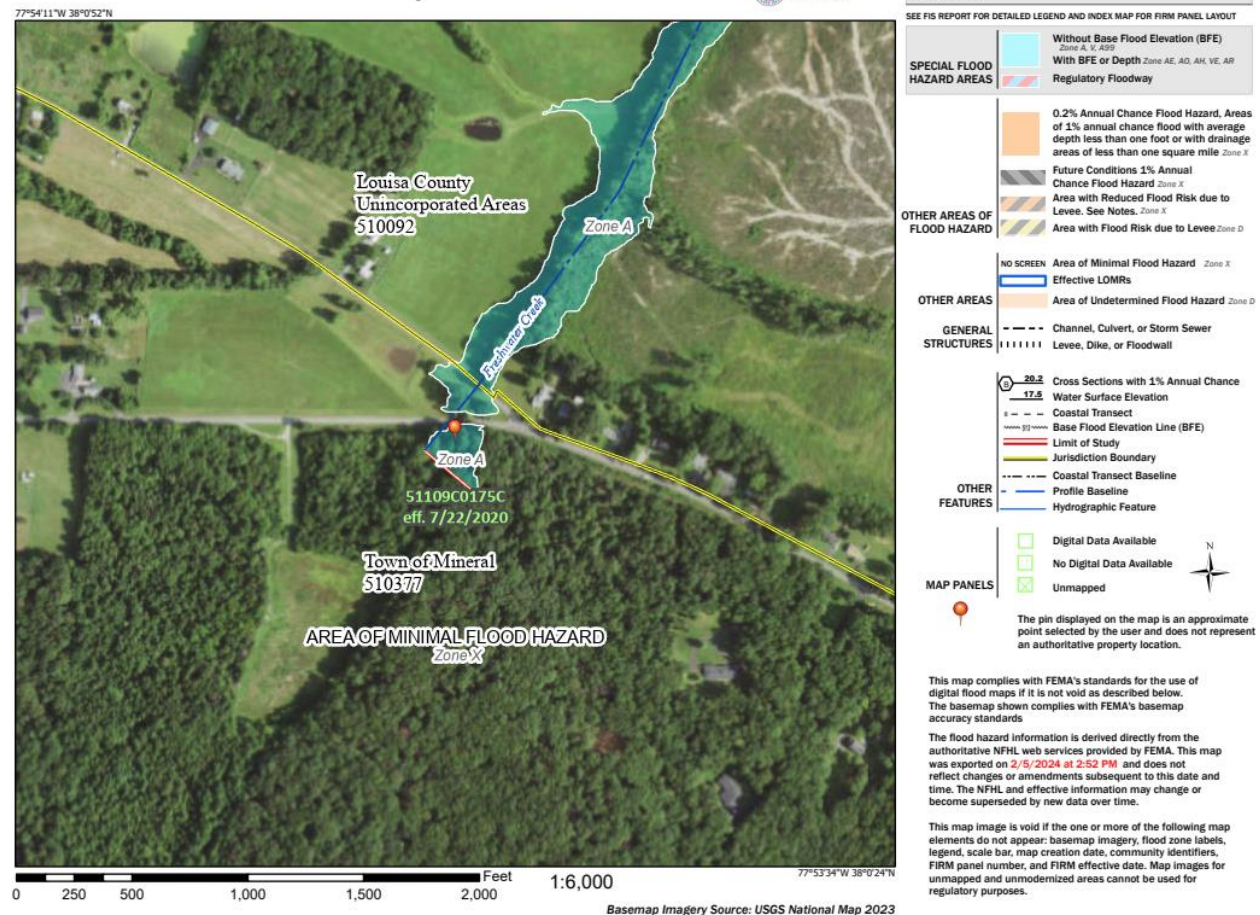 77°54'11"W 38°0'52"N
Louisa County
Unincorporated Areas
510092
Zone A
Freshwater Creek
Zone A
51109C0175C
eff. 7/22/2020
Town of Mineral
510377
AREA OF MINIMAL FLOOD HAZARD
Zone X
77°53'34"W 38°0'24"N
Feet
0 250 500 1,000 1,500 2,000
1:6,000
Basemap Imagery Source: USGS National Map 2023
SEE FIS REPORT FOR DETAILED LEGEND AND INDEX MAP FOR FIRM PANEL LAYOUT
SPECIAL FLOOD
HAZARD AREAS
Without Base Flood Elevation (BFE)
Zone A, V, A99
With BFE or Depth Zone AE, AO, AH, VE, AR
Regulatory Floodway
OTHER AREAS OF
FLOOD HAZARD
0.2% Annual Chance Flood Hazard, Areas
of 1% annual chance flood with average
depth less than one foot or with drainage
areas of less than one square mile Zone X
Future Conditions 1% Annual
Chance Flood Hazard Zone X
Area with Reduced Flood Risk due to
Levee. See Notes. Zone X
Area with Flood Risk due to Levee Zone D
OTHER AREAS
NO SCREEN Area of Minimal Flood Hazard Zone X
Effective LOMRs
Area of Undetermined Flood Hazard Zone D
GENERAL
STRUCTURES
Channel, Culvert, or Storm Sewer
Levee, Dike, or Floodwall
OTHER
FEATURES
B 20.2 Cross Sections with 1% Annual Chance
17.5 Water Surface Elevation
Coastal Transect
Base Flood Elevation Line (BFE)
Limit of Study
Jurisdiction Boundary
Coastal Transect Baseline
Profile Baseline
Hydrographic Feature
MAP PANELS
Digital Data Available
No Digital Data Available
Unmapped
N
The pin displayed on the map is an approximate
point selected by the user and does not represent
an authoritative property location.
This map complies with FEMA's standards for the use of
digital flood maps if it is not void as described below.
The basemap shown complies with FEMA's basemap
accuracy standards
The flood hazard information is derived directly from the
authoritative NFHL web services provided by FEMA. This map
was exported on 2/5/2024 at 2:52 PM and does not
reflect changes or amendments subsequent to this date and
time. The NFHL and effective information may change or
become superseded by new data over time.
This map image is void if the one or more of the following map
elements do not appear: basemap imagery, flood zone labels,
legend, scale bar, map creation date, community identifiers,
FIRM panel number, and FIRM effective date. Map images for
unmapped and unmodernized areas cannot be used for
regulatory purposes.